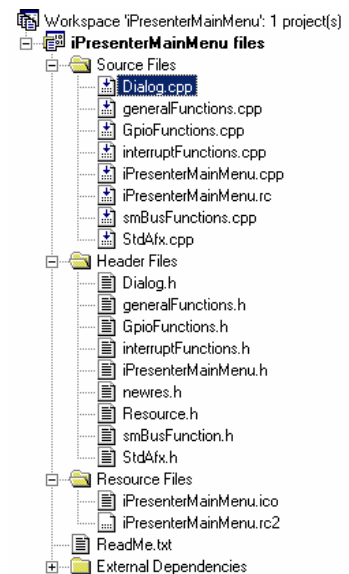 Workspace 'iPresenterMainMenu': 1 project(s)
iPresenterMainMenu files
Source Files
Dialog.cpp
generalFunctions.cpp
GpioFunctions.cpp
interruptFunctions.cpp
iPresenterMainMenu.cpp
iPresenterMainMenu.rc
smBusFunctions.cpp
StdAfx.cpp
Header Files
Dialog.h
generalFunctions.h
GpioFunctions.h
interruptFunctions.h
iPresenterMainMenu.h
newres.h
Resource.h
smBusFunction.h
StdAfx.h
Resource Files
iPresenterMainMenu.ico
iPresenterMainMenu.rc2
ReadMe.txt
External Dependencies